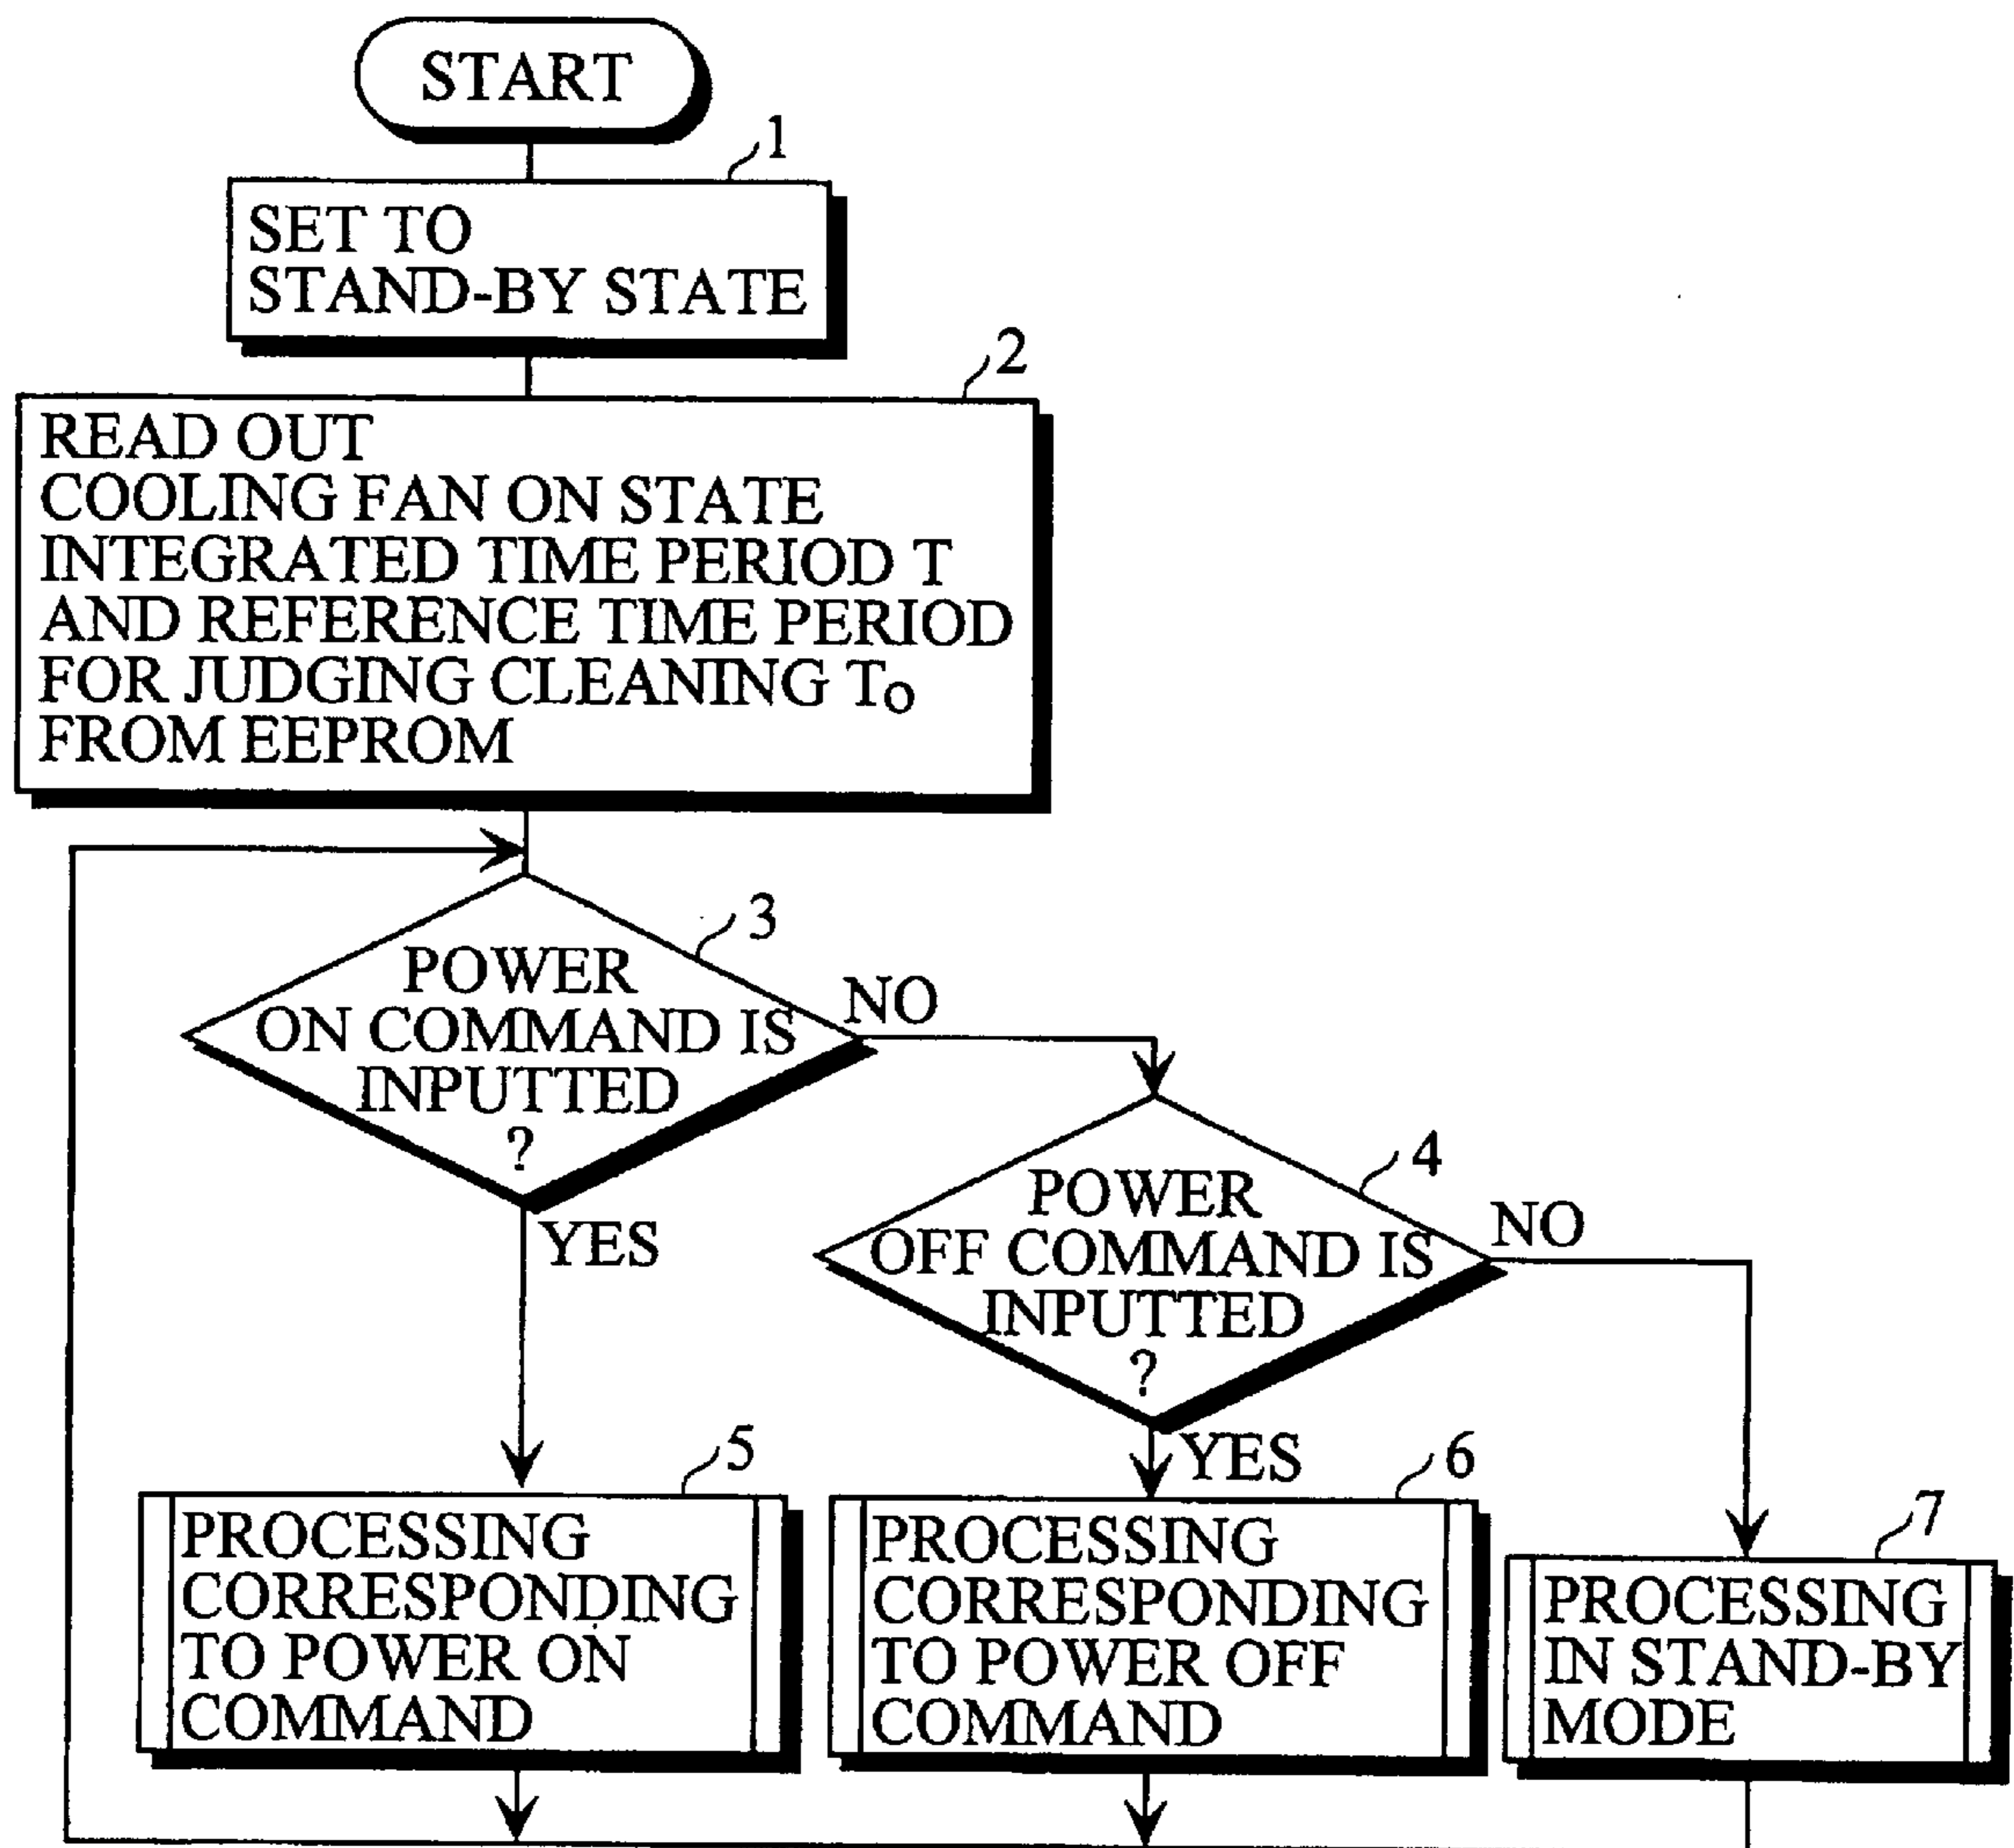 START
1
SET TO
STAND-BY STATE
2
READ OUT
COOLING FAN ON STATE
INTEGRATED TIME PERIOD T
AND REFERENCE TIME PERIOD
FOR JUDGING CLEANING To
FROM EEPROM
3
POWER
ON COMMAND IS
INPUTTED
?
NO
YES
4
POWER
OFF COMMAND IS
INPUTTED
?
NO
YES
5
PROCESSING
CORRESPONDING
TO POWER ON
COMMAND
6
PROCESSING
CORRESPONDING
TO POWER OFF
COMMAND
7
PROCESSING
IN STAND-BY
MODE